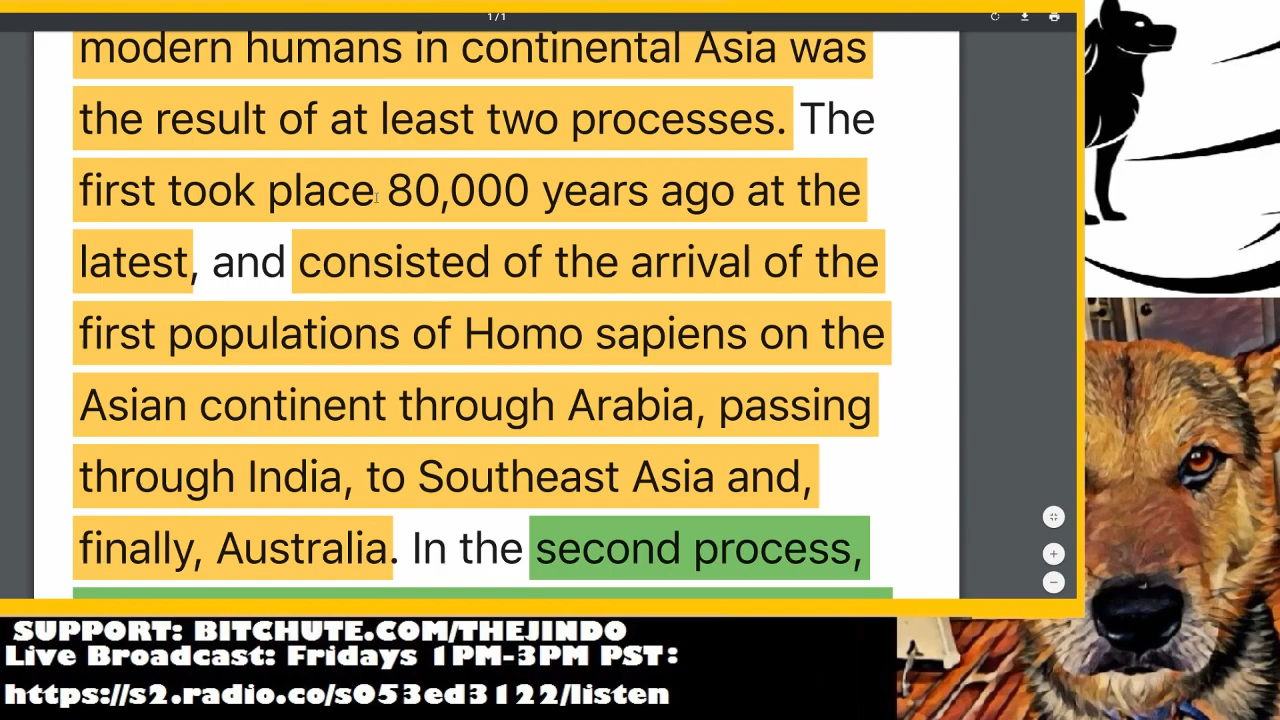 1/1
modern humans in continental Asia was
the result of at least two processes. The
first took place 80,000 years ago at the
latest, and consisted of the arrival of the
first populations of Homo sapiens on the
Asian continent through Arabia, passing
through India, to Southeast Asia and,
finally, Australia. In the second process,
SUPPORT: BITCHUTE.COM/THEJINDO
Live Broadcast: Fridays 1PM-3PM PST:
https://s2.radio.co/s053ed3122/listen